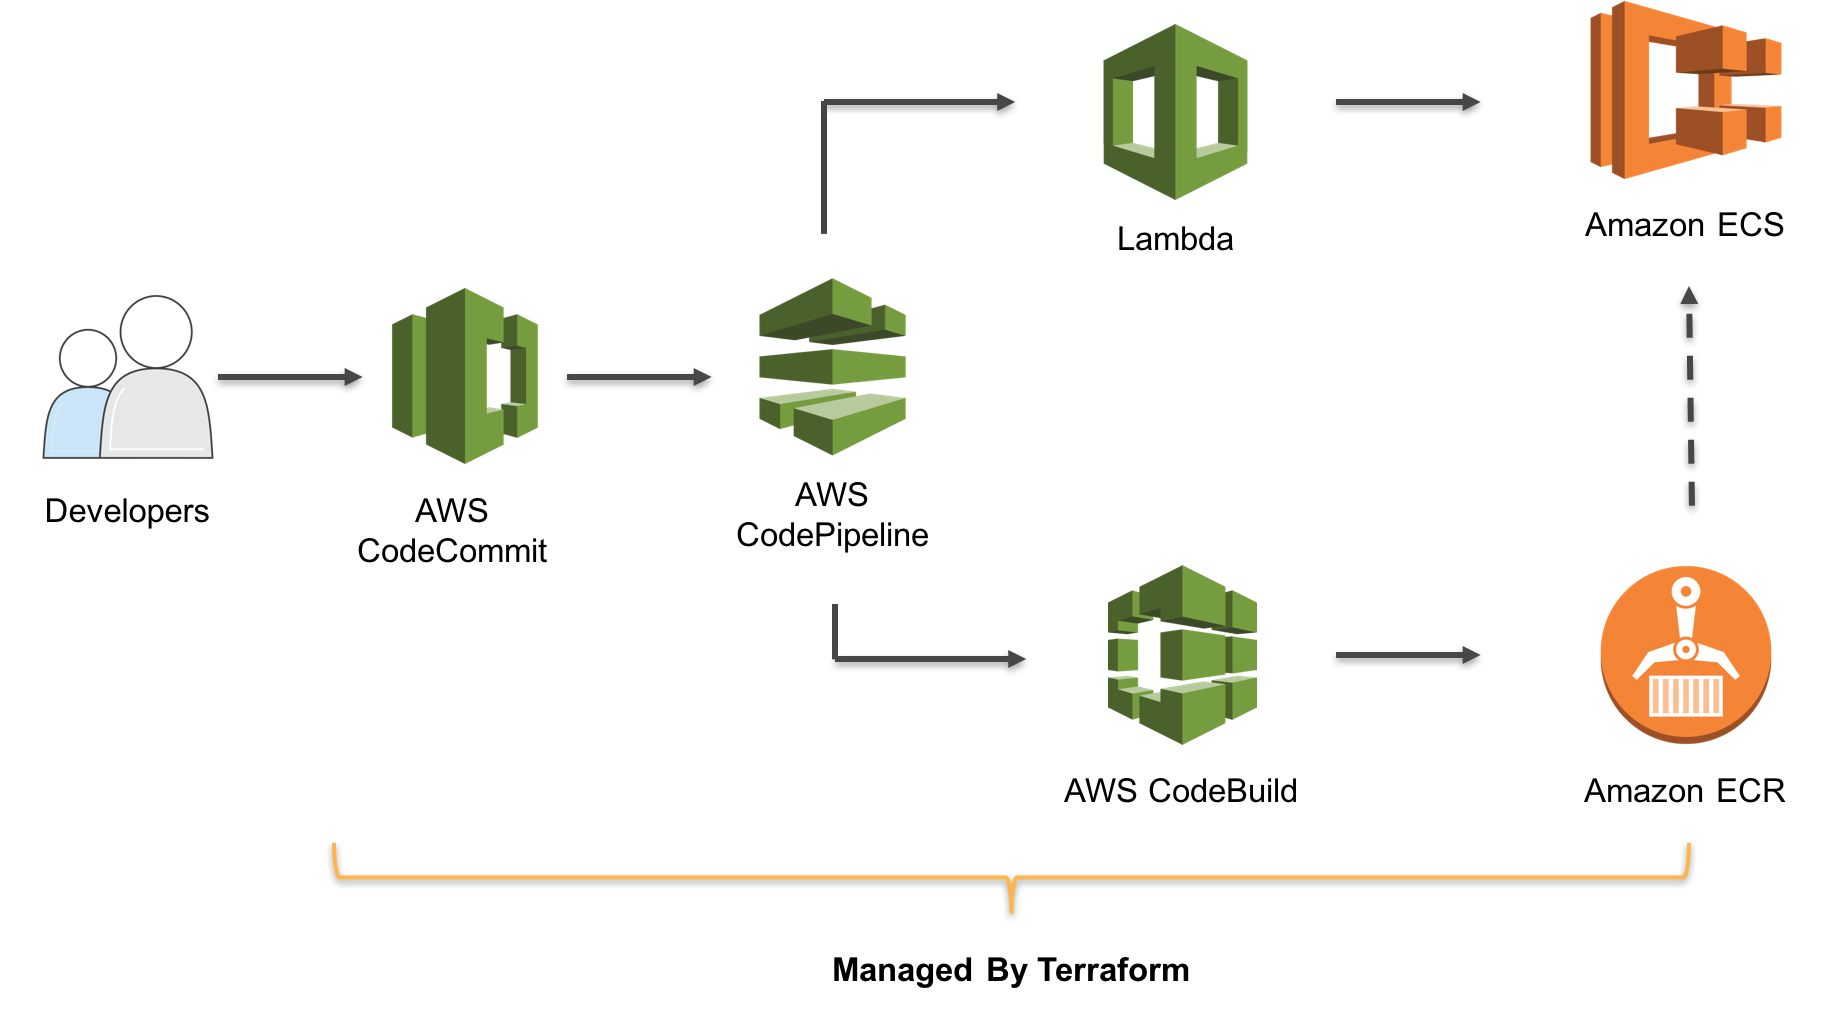 Lambda
Amazon ECS
Developers
AWS
CodeCommit
AWS
CodePipeline
AWS CodeBuild
Amazon ECR
Managed By Terraform